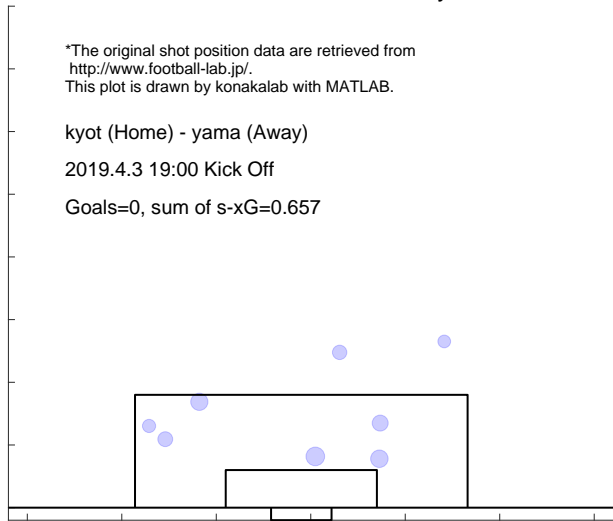 *The original shot position data are retrieved from
http://www.football-lab.jp/.
This plot is drawn by konakalab with MATLAB.
kyot (Home) - yama (Away)
2019.4.3 19:00 Kick Off
Goals=0, sum of s-xG=0.657